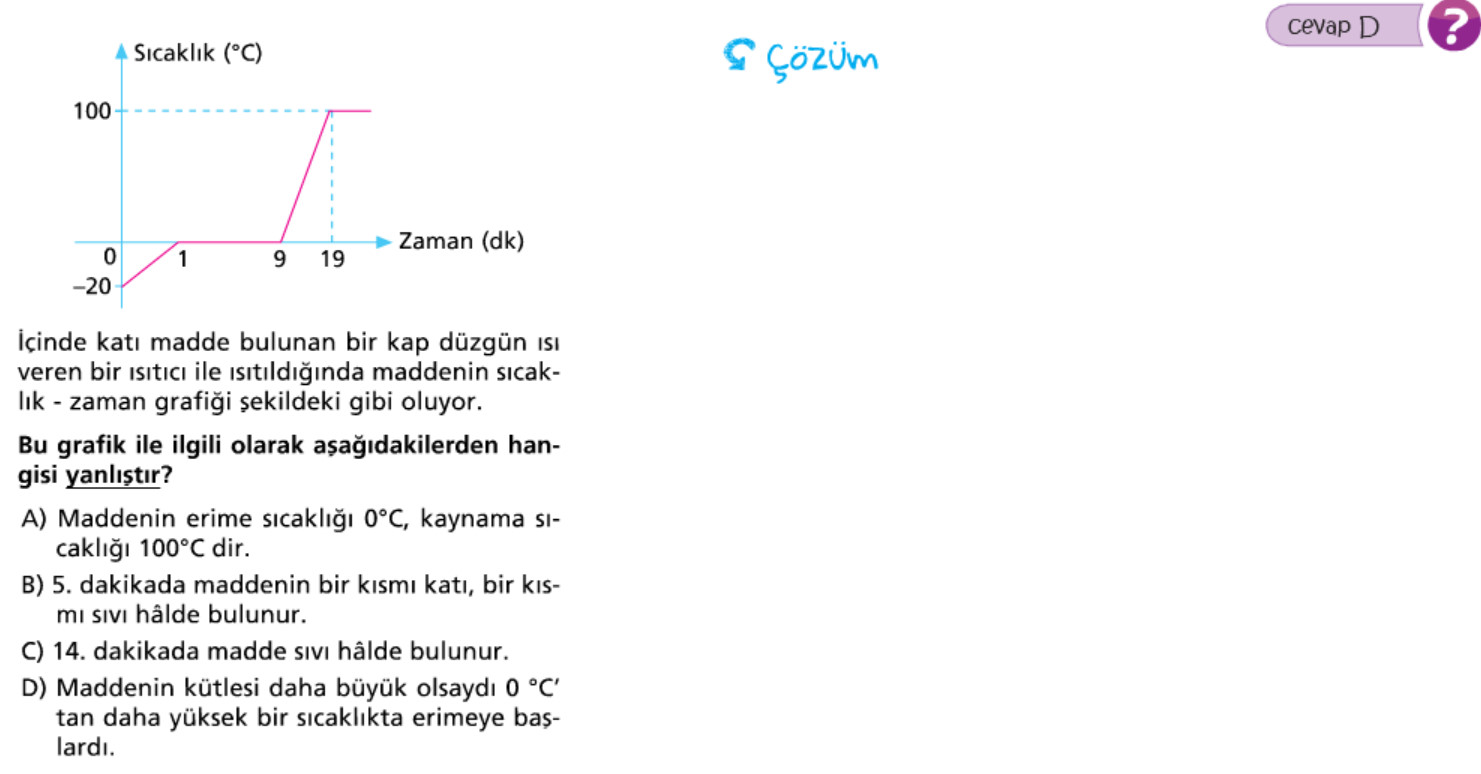 cevap D
?
Sıcaklık (°C)
100
Zaman (dk)
0
1
9
19
–20
Çözüm
İçinde katı madde bulunan bir kap düzgün ısı
veren bir ısıtıcı ile ısıtıldığında maddenin sıcak-
lık - zaman grafiği şekildeki gibi oluyor.
Bu grafik ile ilgili olarak aşağıdakilerden han-
gisi yanlıştır?
A) Maddenin erime sıcaklığı 0°C, kaynama sı-
caklığı 100°C dir.
B) 5. dakikada maddenin bir kısmı katı, bir kıs-
mı sıvı hâlde bulunur.
C) 14. dakikada madde sıvı hâlde bulunur.
D) Maddenin kütlesi daha büyük olsaydı 0 °C’
tan daha yüksek bir sıcaklıkta erimeye baş-
lardı.